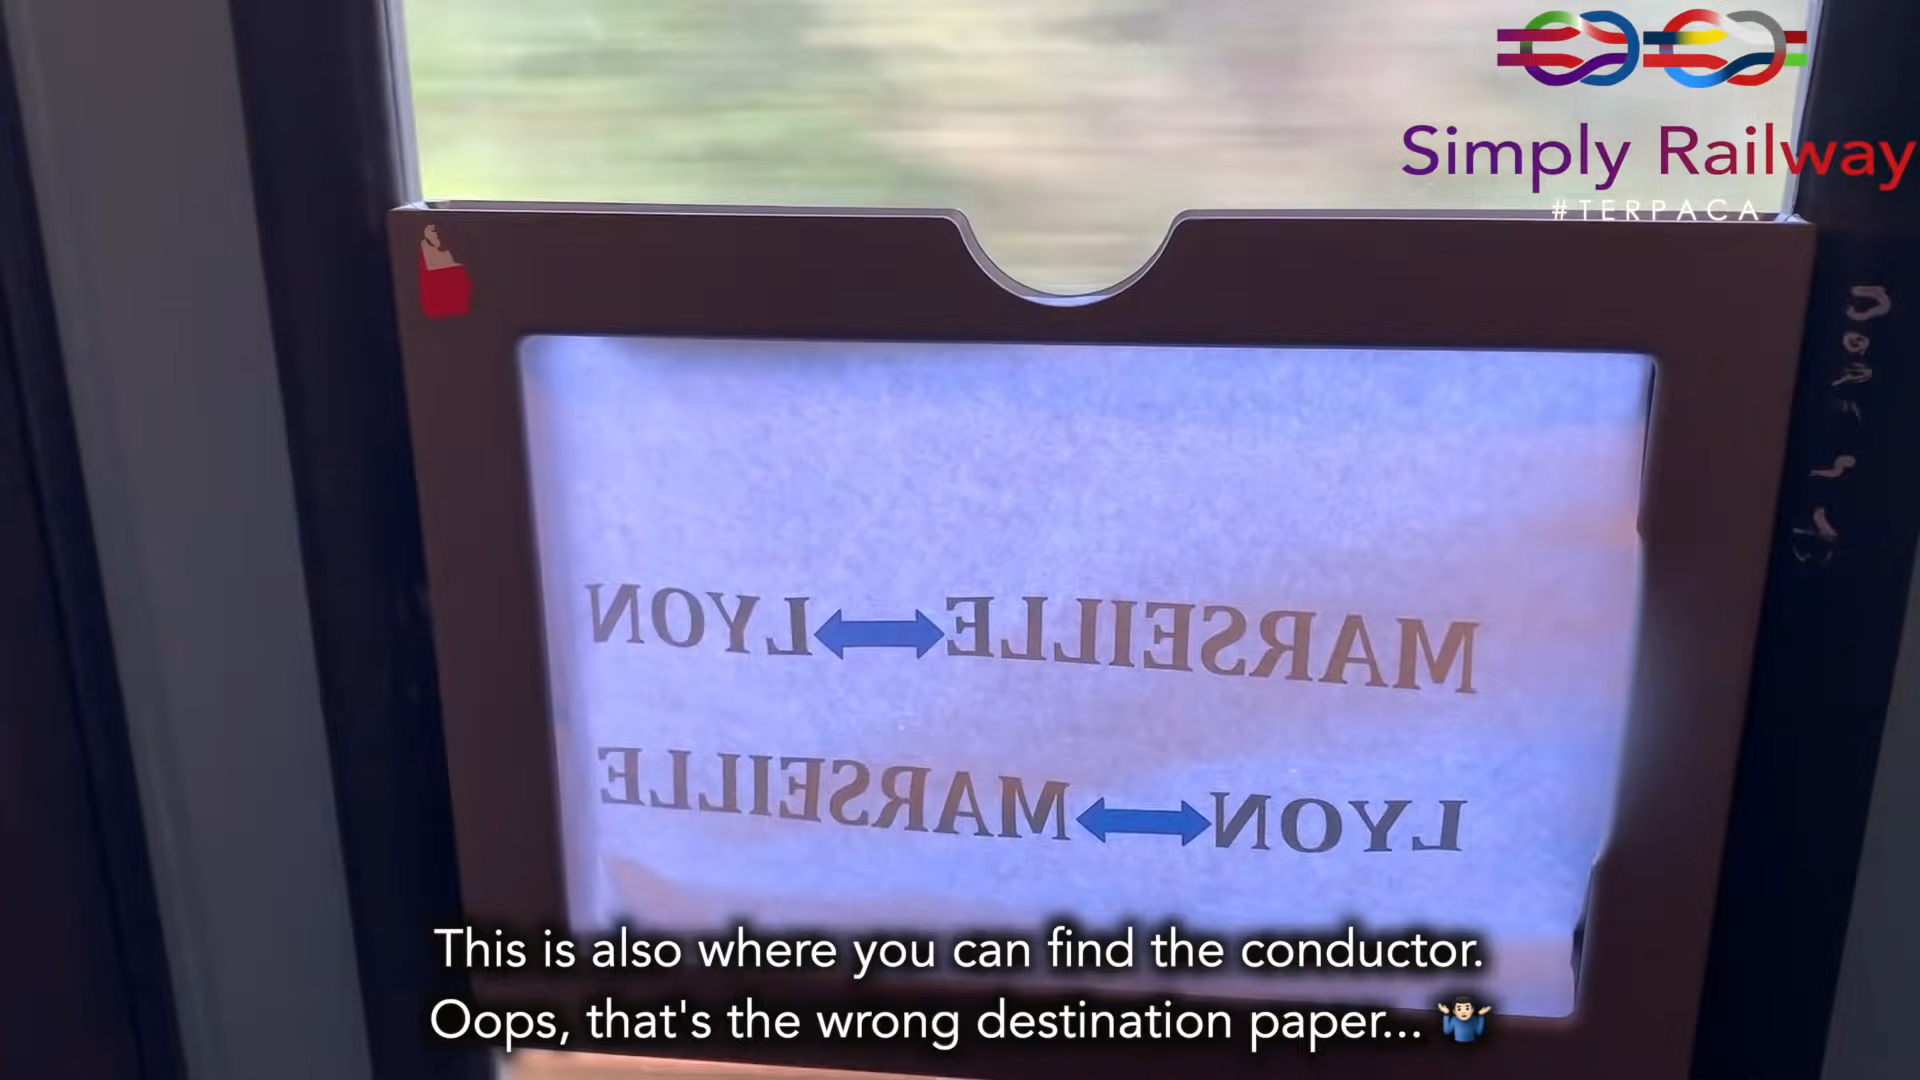 Simply Railway
#TERPACA
MARSEILLE LYON
LYON MARSEILLE
This is also where you can find the conductor.
Oops, that's the wrong destination paper...